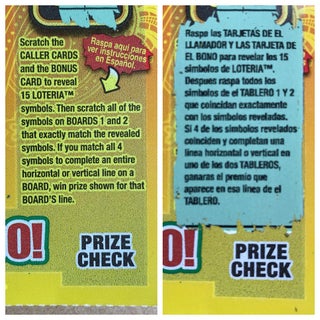 Scratch the
CALLER CARDS
and the BONUS
CARD to reveal
15 LOTERIA™
symbols. Then scratch all of the
symbols on BOARDS 1 and 2
that exactly match the revealed
symbols. If you match all 4
symbols to complete an entire
horizontal or vertical line on a
BOARD, win prize shown for that
BOARD'S line.
Raspa aquí para
ver instrucciones
en Español.
O!
PRIZE
CHECK
Raspa las TARJETAS DE EL
LLAMADOR Y LAS TARJETA DE
EL BONO para revelar los 15
símbolos de LOTERIA™.
Despues raspa todos los
símbolos de el TABLERO 1 Y 2
que coincidan exactamente
con los símbolos revelados.
Si 4 de los símbolos revelados
coinciden y completan una
línea horizontal o vertical en
uno de los dos TABLEROS,
ganaras el premio que
aparece en esa línea de el
TABLERO.
O!
PRIZE
CHECK